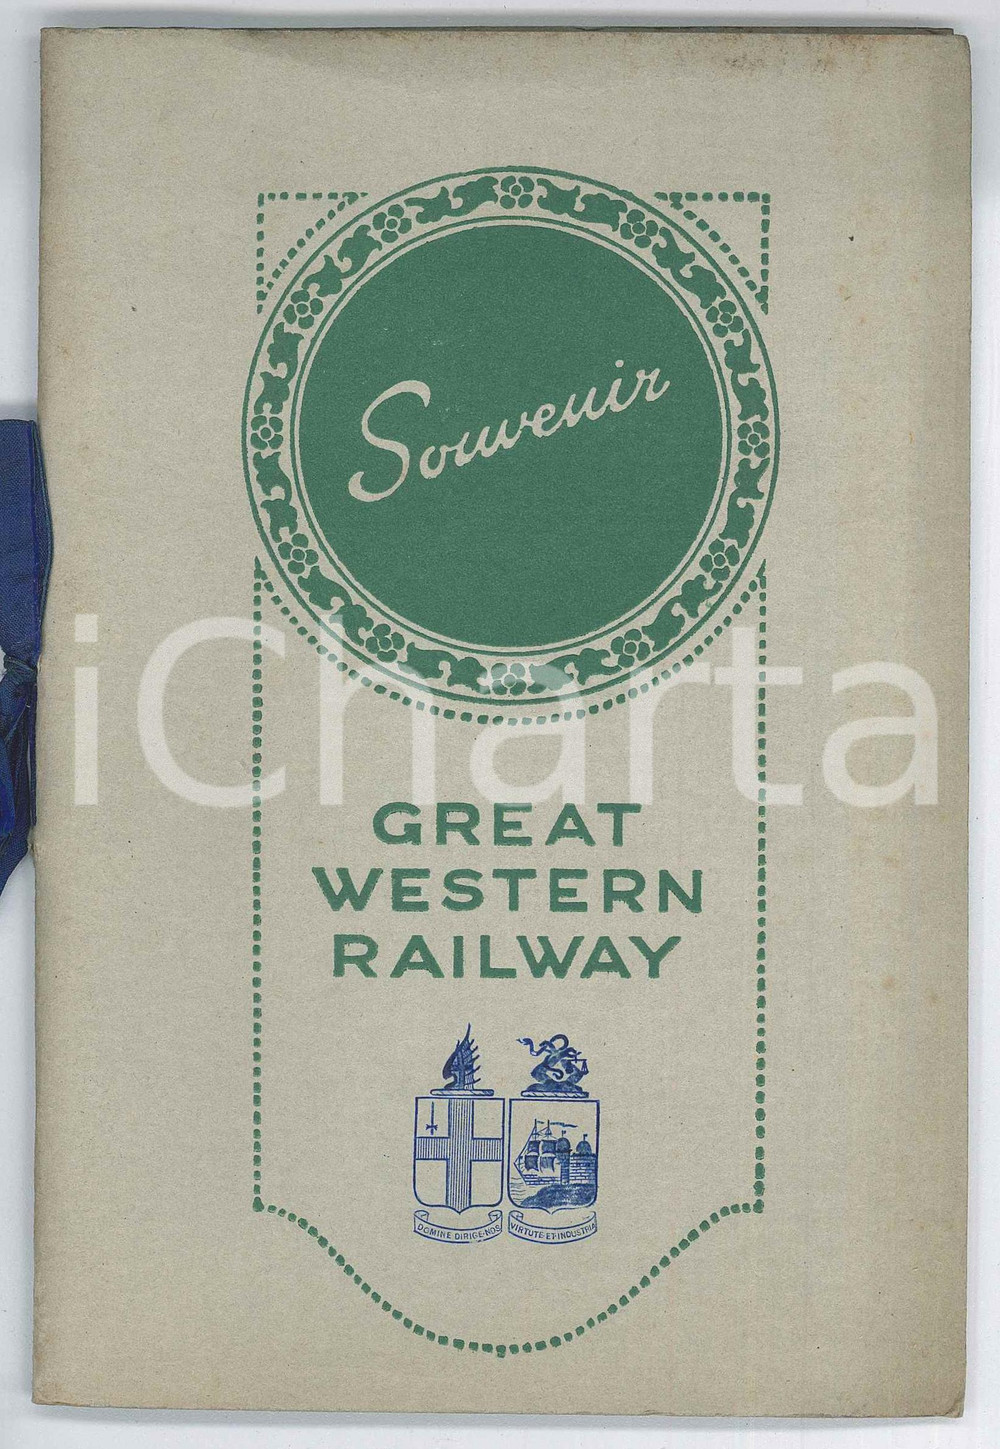 Souvenir
iCharta
GREAT
WESTERN
RAILWAY
DOMINE DIRIGE·NOS VIRTUTE·ET·INDUSTRIA